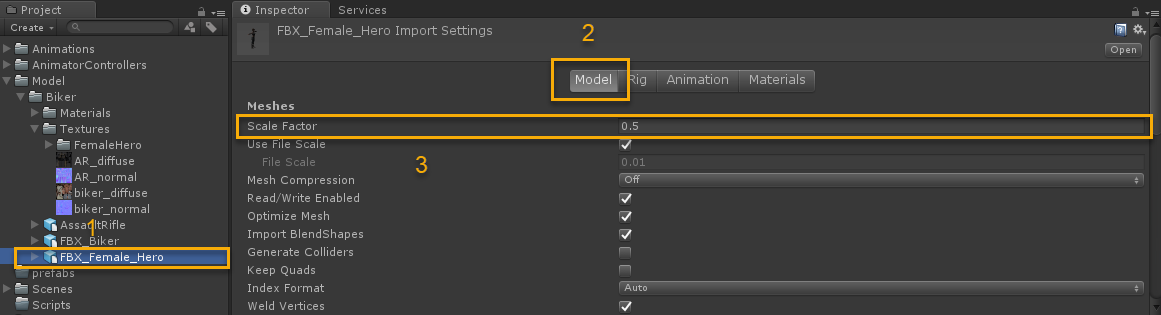 Project
Create
Animations
AnimatorControllers
Model
Biker
Materials
Textures
FemaleHero
AR_diffuse
AR_normal
biker_diffuse
biker_normal
AssaultRifle
1
FBX_Biker
FBX_Female_Hero
prefabs
Scenes
Scripts
Inspector Services
FBX_Female_Hero Import Settings
2
Open
Model Rig Animation Materials
Meshes
Scale Factor 0.5
Use File Scale
3
File Scale 0.01
Mesh Compression Off
Read/Write Enabled
Optimize Mesh
Import BlendShapes
Generate Colliders
Keep Quads
Index Format Auto
Weld Vertices